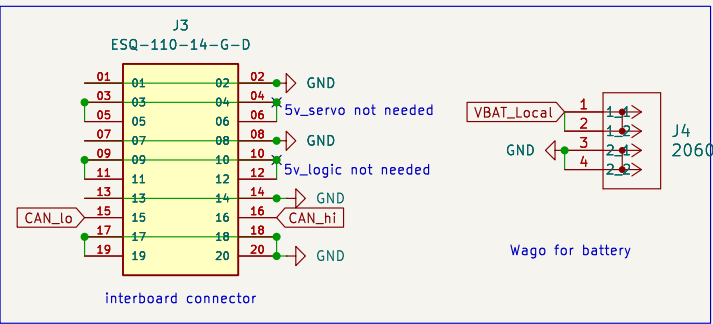 J3
ESQ-110-14-G-D
01 01 02 02 GND
03 03 04 04 5v_servo not needed
05 05 06 06
07 07 08 08 GND
09 09 10 10 5v_logic not needed
11 11 12 12
13 13 14 14 GND
CAN_lo 15 15 16 16 CAN_hi
17 17 18 18
19 19 20 20 GND
interboard connector
VBAT_Local 1 1_1
2 1_2
GND 3 2_1
4 2_2
J4
2060
Wago for battery